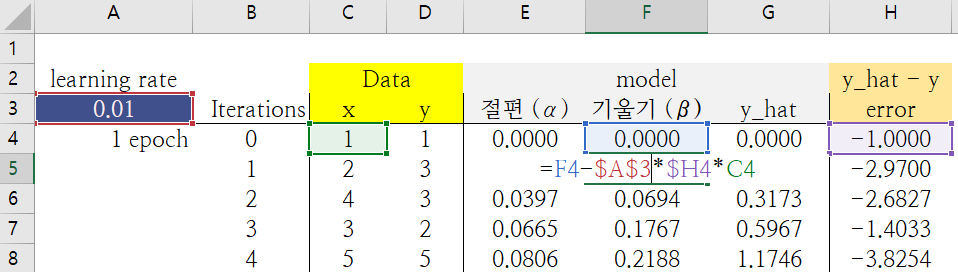 A B C D E F G H
1
2 learning rate Data model y_hat - y
3 0.01 Iterations x y 절편 (α) 기울기 (β) y_hat error
4 1 epoch 0 1 1 0.0000 0.0000 0.0000 -1.0000
5 1 2 3 =F4-$A$3*$H4*C4 -2.9700
6 2 4 3 0.0397 0.0694 0.3173 -2.6827
7 3 3 2 0.0665 0.1767 0.5967 -1.4033
8 4 5 5 0.0806 0.2188 1.1746 -3.8254